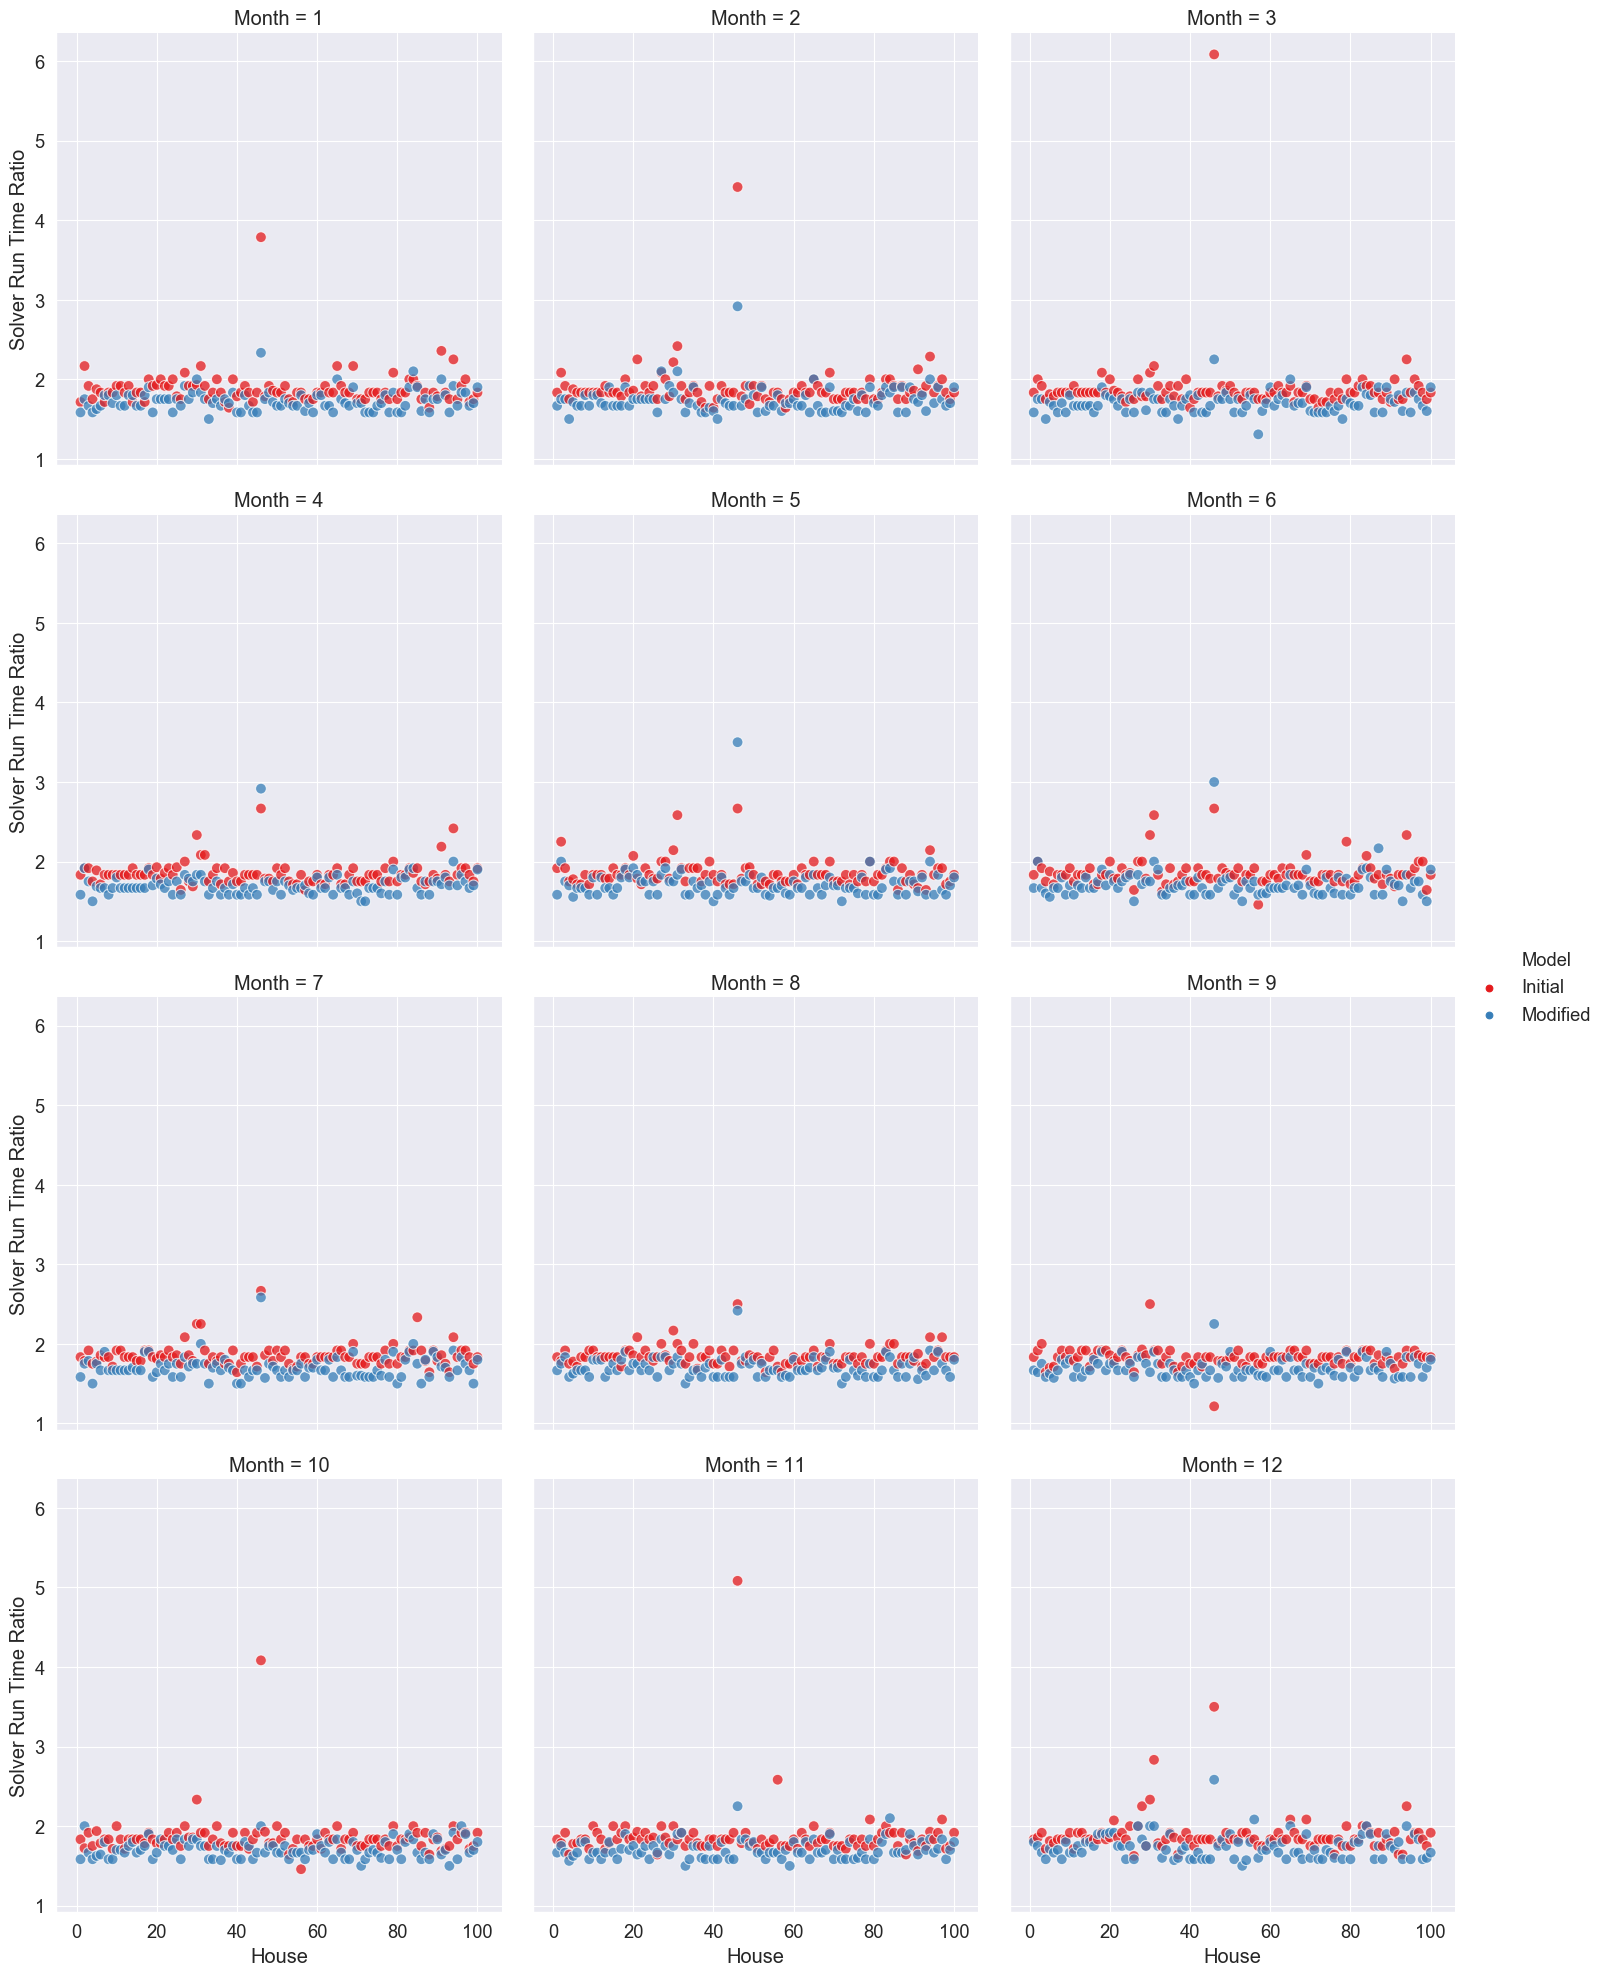 Month = 1 Month = 2 Month = 3
6
5
4
3
2
1
Solver Run Time Ratio
Month = 4 Month = 5 Month = 6
6
5
4
3
2
1
Solver Run Time Ratio
Model
Initial
Modified
Month = 7 Month = 8 Month = 9
6
5
4
3
2
1
Solver Run Time Ratio
Month = 10 Month = 11 Month = 12
6
5
4
3
2
1
Solver Run Time Ratio
0 20 40 60 80 100 0 20 40 60 80 100 0 20 40 60 80 100
House House House